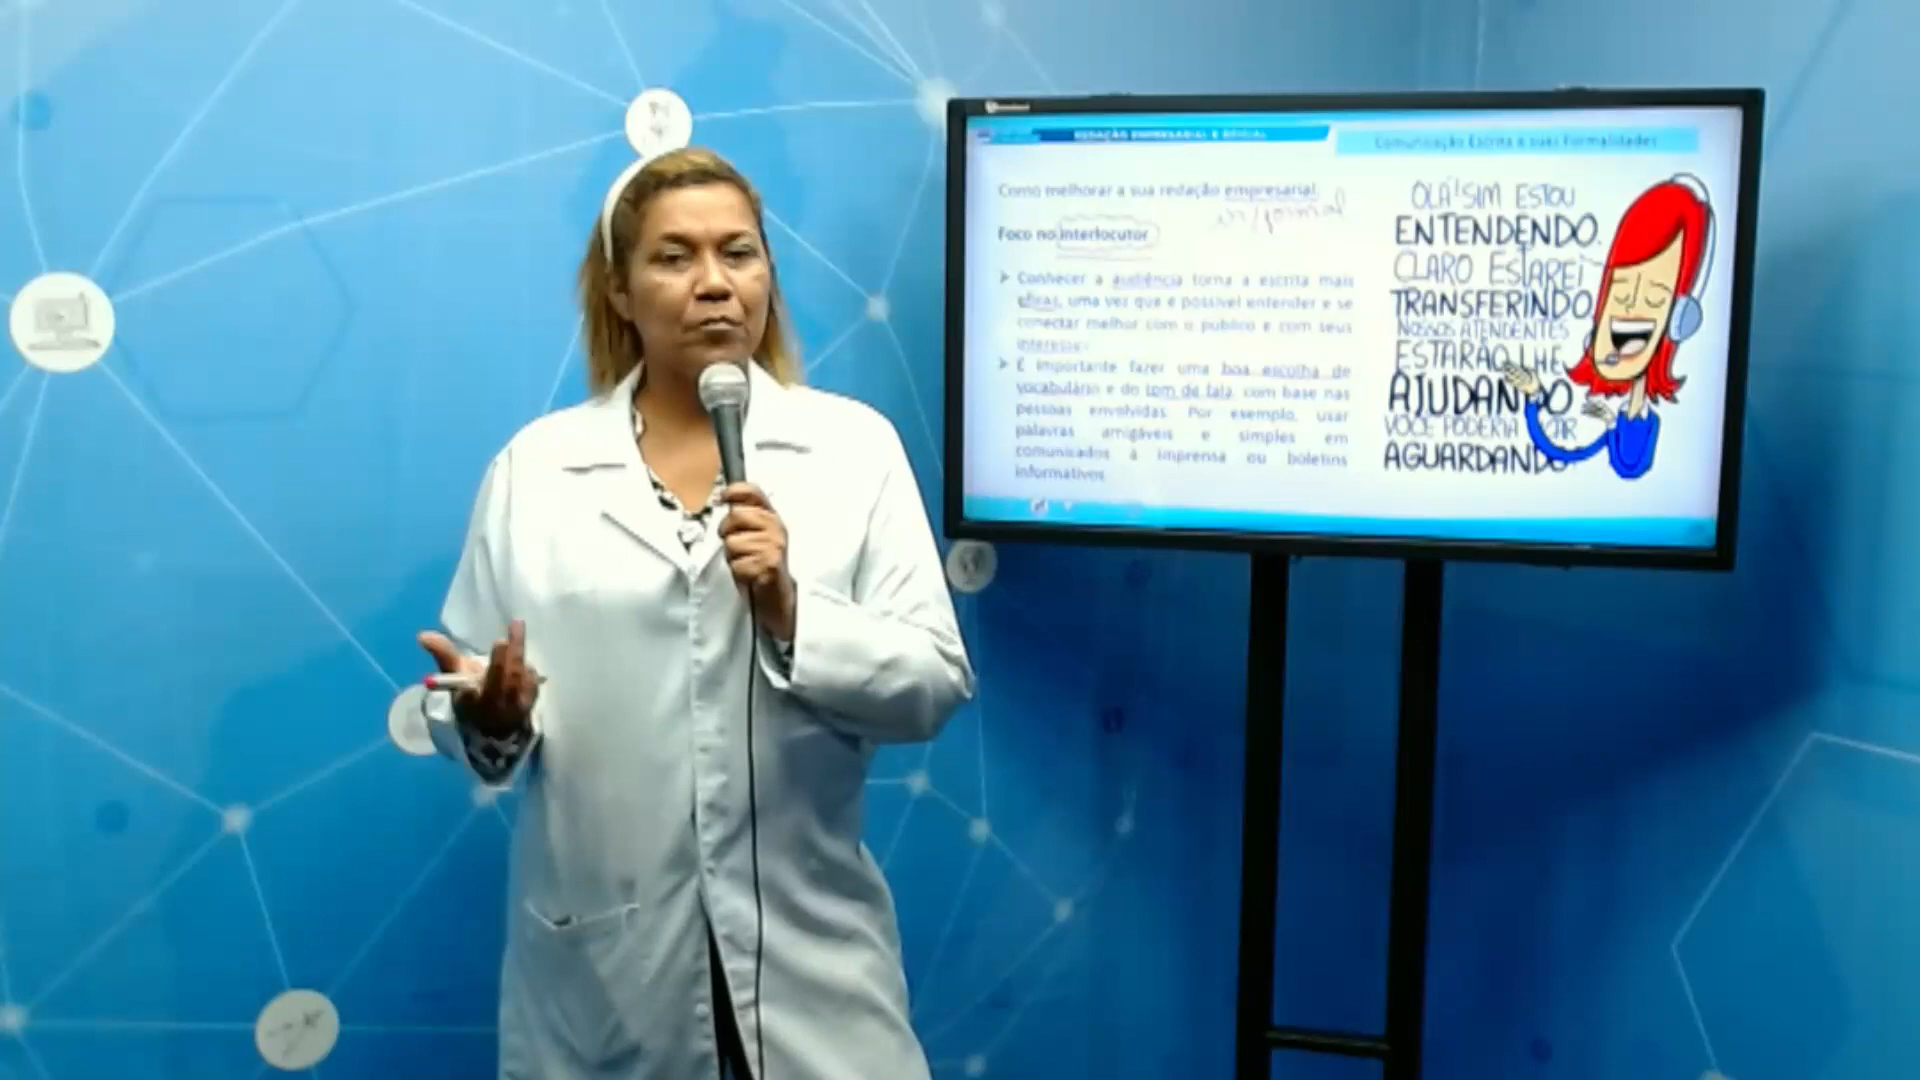 REDAÇÃO EMPRESARIAL E OFICIAL
Comunicação Escrita e suas Formalidades
Como melhorar a sua redação empresarial.
in/formal
Foco no interlocutor
➤ Conhecer a audiência torna a escrita mais
eficaz, uma vez que é possível entender e se
conectar melhor com o público e com seus
interesses.
➤ É importante fazer uma boa escolha de
vocabulário e do tom de fala, com base nas
pessoas envolvidas. Por exemplo, usar
palavras amigáveis e simples em
comunicados à imprensa ou boletins
informativos.
OLÁ! SIM ESTOU
ENTENDENDO.
CLARO ESTAREI
TRANSFERINDO
NOSSOS ATENDENTES
ESTARÃO LHE
AJUDANDO
VOCÊ PODERIA
AGUARDANDO